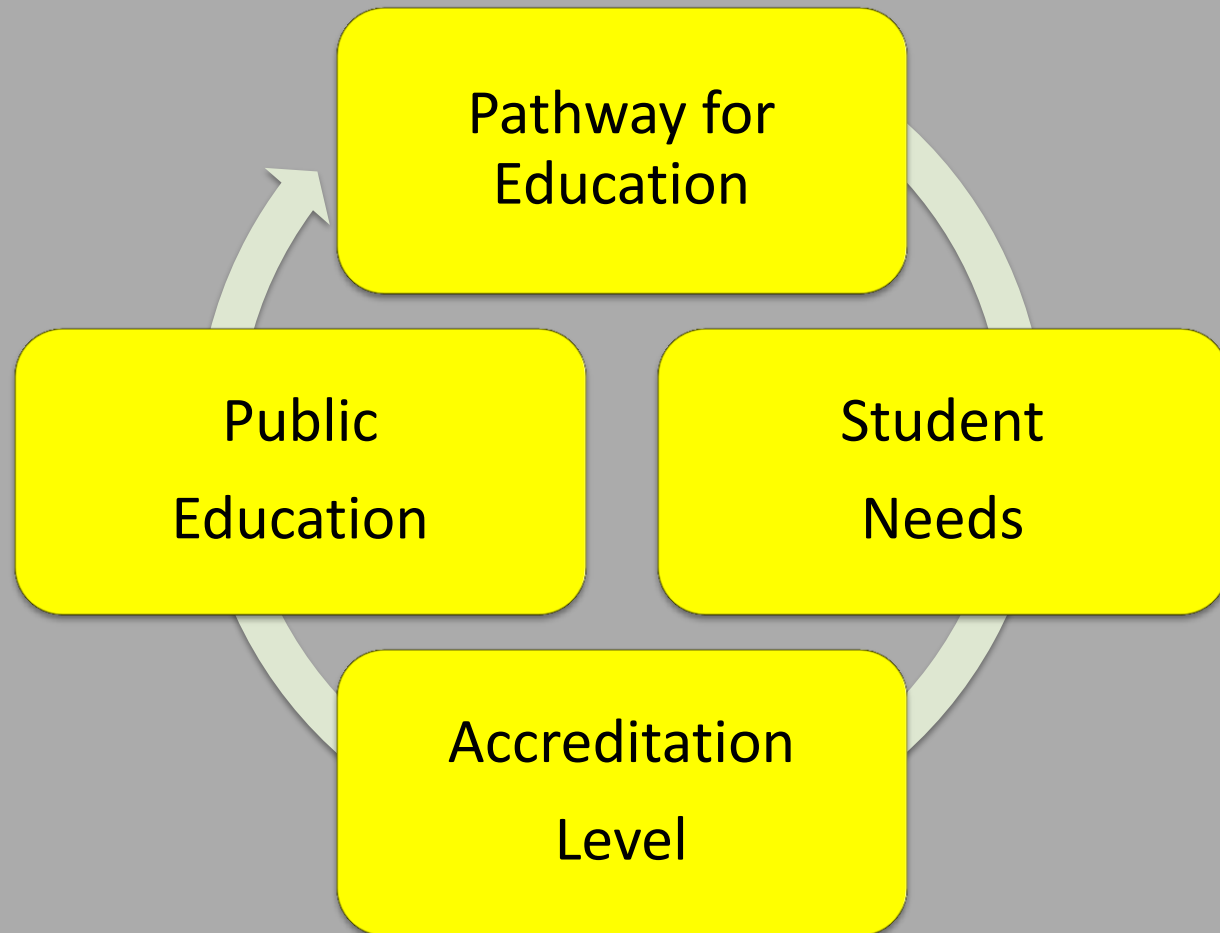 Pathway for
Education
Student
Needs
Accreditation
Level
Public
Education